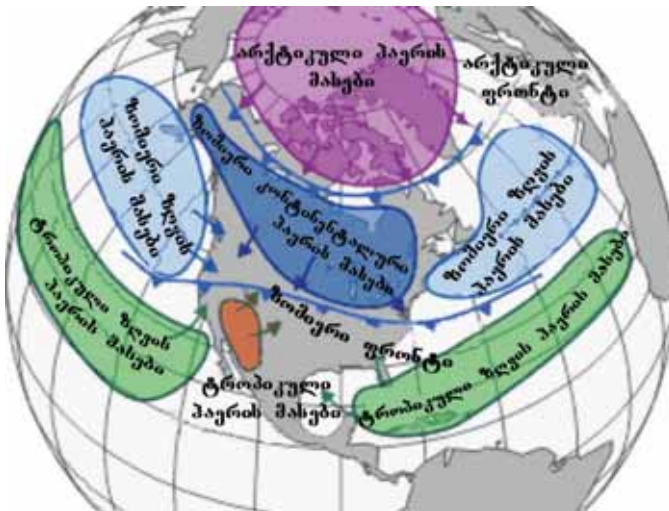 არქტიკული ჰაერის
მასები
არქტიკული
ფრონტი
ზომიერი ზღვის
ჰაერის მასები
ზომიერი კონტინენტალური
ჰაერის მასები
ზომიერი ზღვის
ჰაერის მასები
ტროპიკული ზღვის
ჰაერის მასები
ზომიერი ფრონტი
ტროპიკული
ჰაერის მასები
ტროპიკული ზღვის ჰაერის მასები